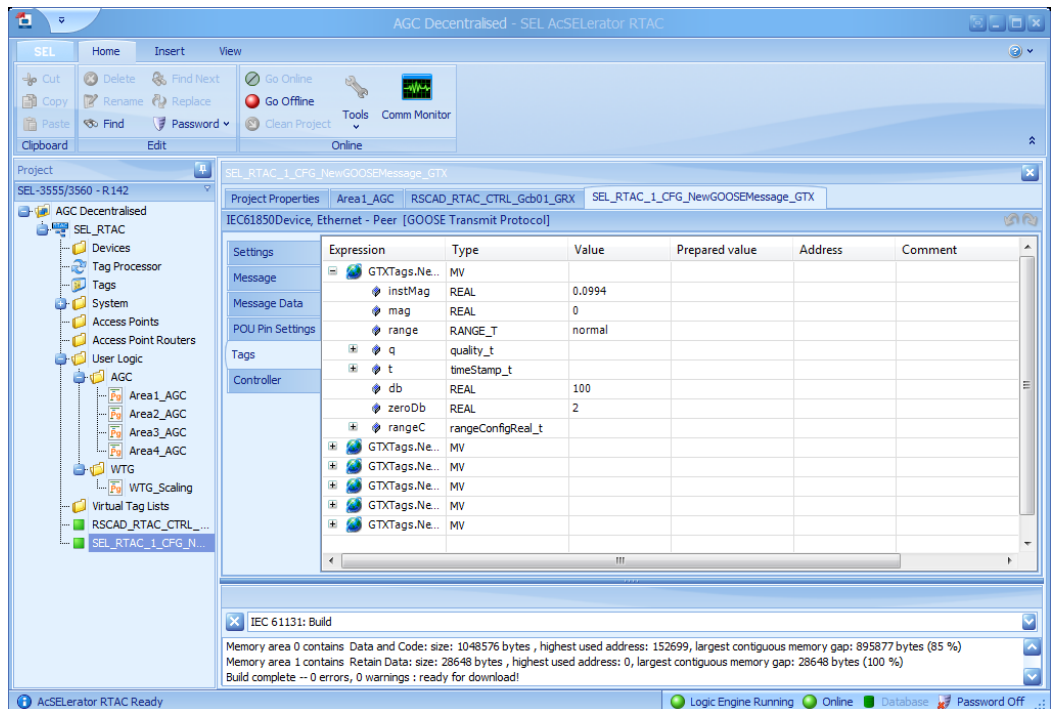 AGC Decentralised - SEL AcSELerator RTAC
SEL Home Insert View
Cut Delete Find Next Go Online
Copy Rename Replace Go Offline Tools Comm Monitor
Paste Find Password Clean Project
Clipboard Edit Online
Project
SEL-3555/3560 - R142
AGC Decentralised
SEL_RTAC
Devices
Tag Processor
Tags
System
Access Points
Access Point Routers
User Logic
AGC
Area1_AGC
Area2_AGC
Area3_AGC
Area4_AGC
WTG
WTG_Scaling
Virtual Tag Lists
RSCAD_RTAC_CTRL_...
SEL_RTAC_1_CFG_N...
SEL_RTAC_1_CFG_NewGOOSEMessage_GTX
Project Properties Area1_AGC RSCAD_RTAC_CTRL_Gcb01_GRX SEL_RTAC_1_CFG_NewGOOSEMessage_GTX
IEC61850Device, Ethernet - Peer [GOOSE Transmit Protocol]
Settings
Message
Message Data
POU Pin Settings
Tags
Controller
Expression Type Value Prepared value Address Comment
GTXTags.Ne... MV
instMag REAL 0.0994
mag REAL 0
range RANGE_T normal
q quality_t
t timeStamp_t
db REAL 100
zeroDb REAL 2
rangeC rangeConfigReal_t
GTXTags.Ne... MV
GTXTags.Ne... MV
GTXTags.Ne... MV
GTXTags.Ne... MV
GTXTags.Ne... MV
IEC 61131: Build
Memory area 0 contains Data and Code: size: 1048576 bytes , highest used address: 152699, largest contiguous memory gap: 895877 bytes (85 %)
Memory area 1 contains Retain Data: size: 28648 bytes , highest used address: 0, largest contiguous memory gap: 28648 bytes (100 %)
Build complete -- 0 errors, 0 warnings : ready for download!
AcSELerator RTAC Ready Logic Engine Running Online Database Password Off